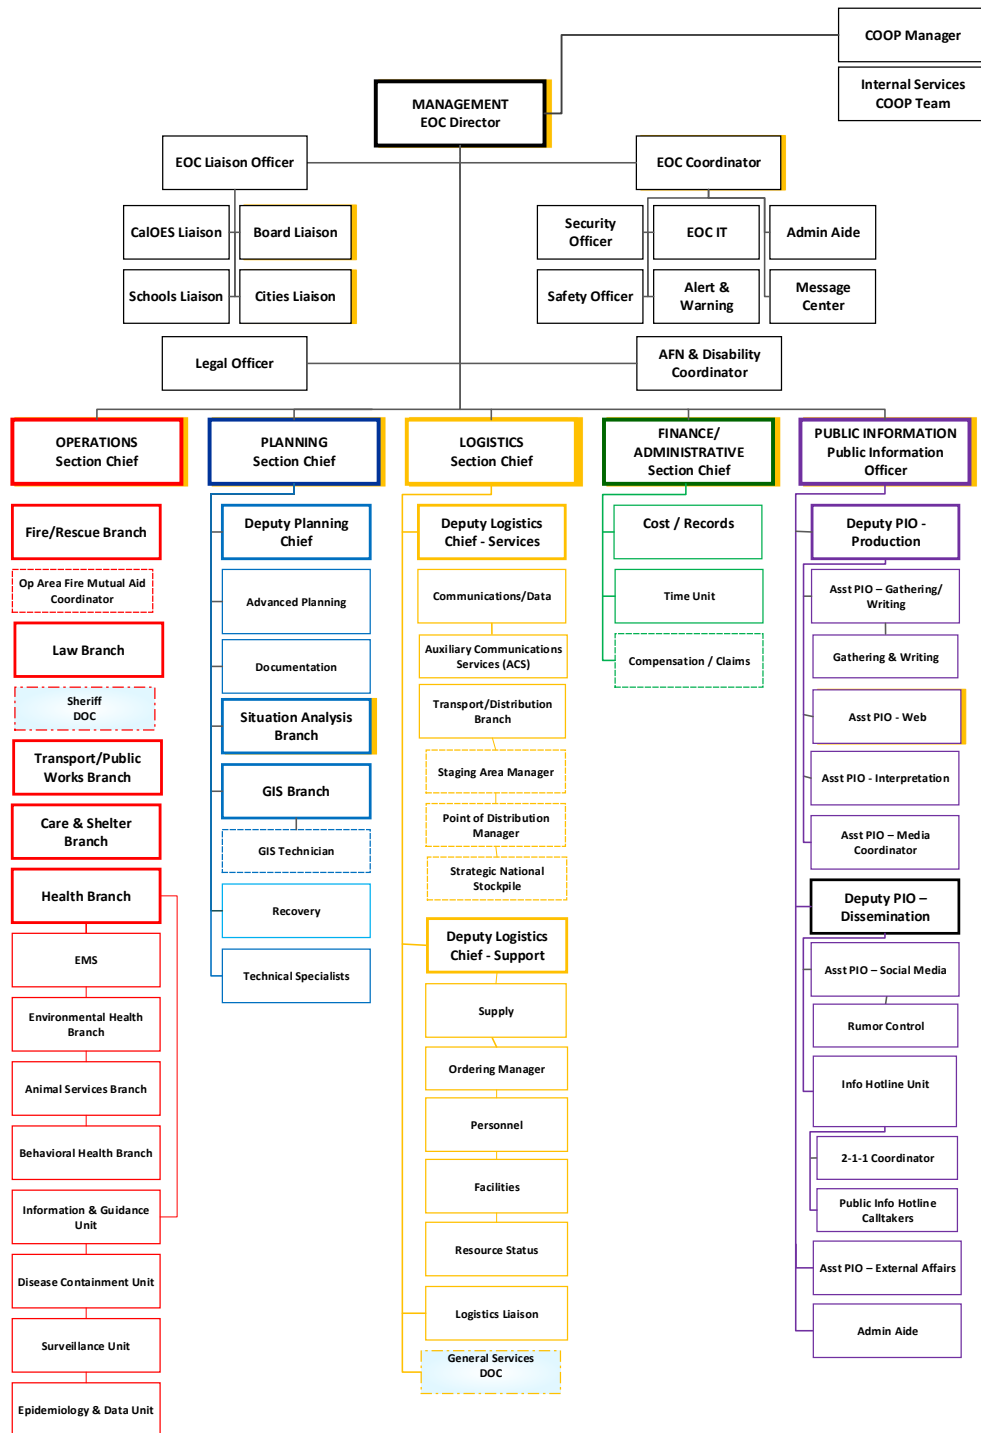 COOP Manager
Internal Services
COOP Team
MANAGEMENT
EOC Director
EOC Liaison Officer
EOC Coordinator
CalOES Liaison
Board Liaison
Security
Officer
EOC IT
Admin Aide
Schools Liaison
Cities Liaison
Safety Officer
Alert &
Warning
Message
Center
Legal Officer
AFN & Disability
Coordinator
OPERATIONS
Section Chief
PLANNING
Section Chief
LOGISTICS
Section Chief
FINANCE/
ADMINISTRATIVE
Section Chief
PUBLIC INFORMATION
Public Information
Officer
Fire/Rescue Branch
Op Area Fire Mutual Aid
Coordinator
Law Branch
Sheriff
DOC
Transport/Public
Works Branch
Care & Shelter
Branch
Health Branch
EMS
Environmental Health
Branch
Animal Services Branch
Behavioral Health Branch
Information & Guidance
Unit
Disease Containment Unit
Surveillance Unit
Epidemiology & Data Unit
Deputy Planning
Chief
Advanced Planning
Documentation
Situation Analysis
Branch
GIS Branch
GIS Technician
Recovery
Technical Specialists
Deputy Logistics
Chief - Services
Communications/Data
Auxiliary Communications
Services (ACS)
Transport/Distribution
Branch
Staging Area Manager
Point of Distribution
Manager
Strategic National
Stockpile
Deputy Logistics
Chief - Support
Supply
Ordering Manager
Personnel
Facilities
Resource Status
Logistics Liaison
General Services
DOC
Cost / Records
Time Unit
Compensation / Claims
Deputy PIO -
Production
Asst PIO – Gathering/
Writing
Gathering & Writing
Asst PIO - Web
Asst PIO - Interpretation
Asst PIO – Media
Coordinator
Deputy PIO –
Dissemination
Asst PIO – Social Media
Rumor Control
Info Hotline Unit
2-1-1 Coordinator
Public Info Hotline
Calltakers
Asst PIO – External Affairs
Admin Aide